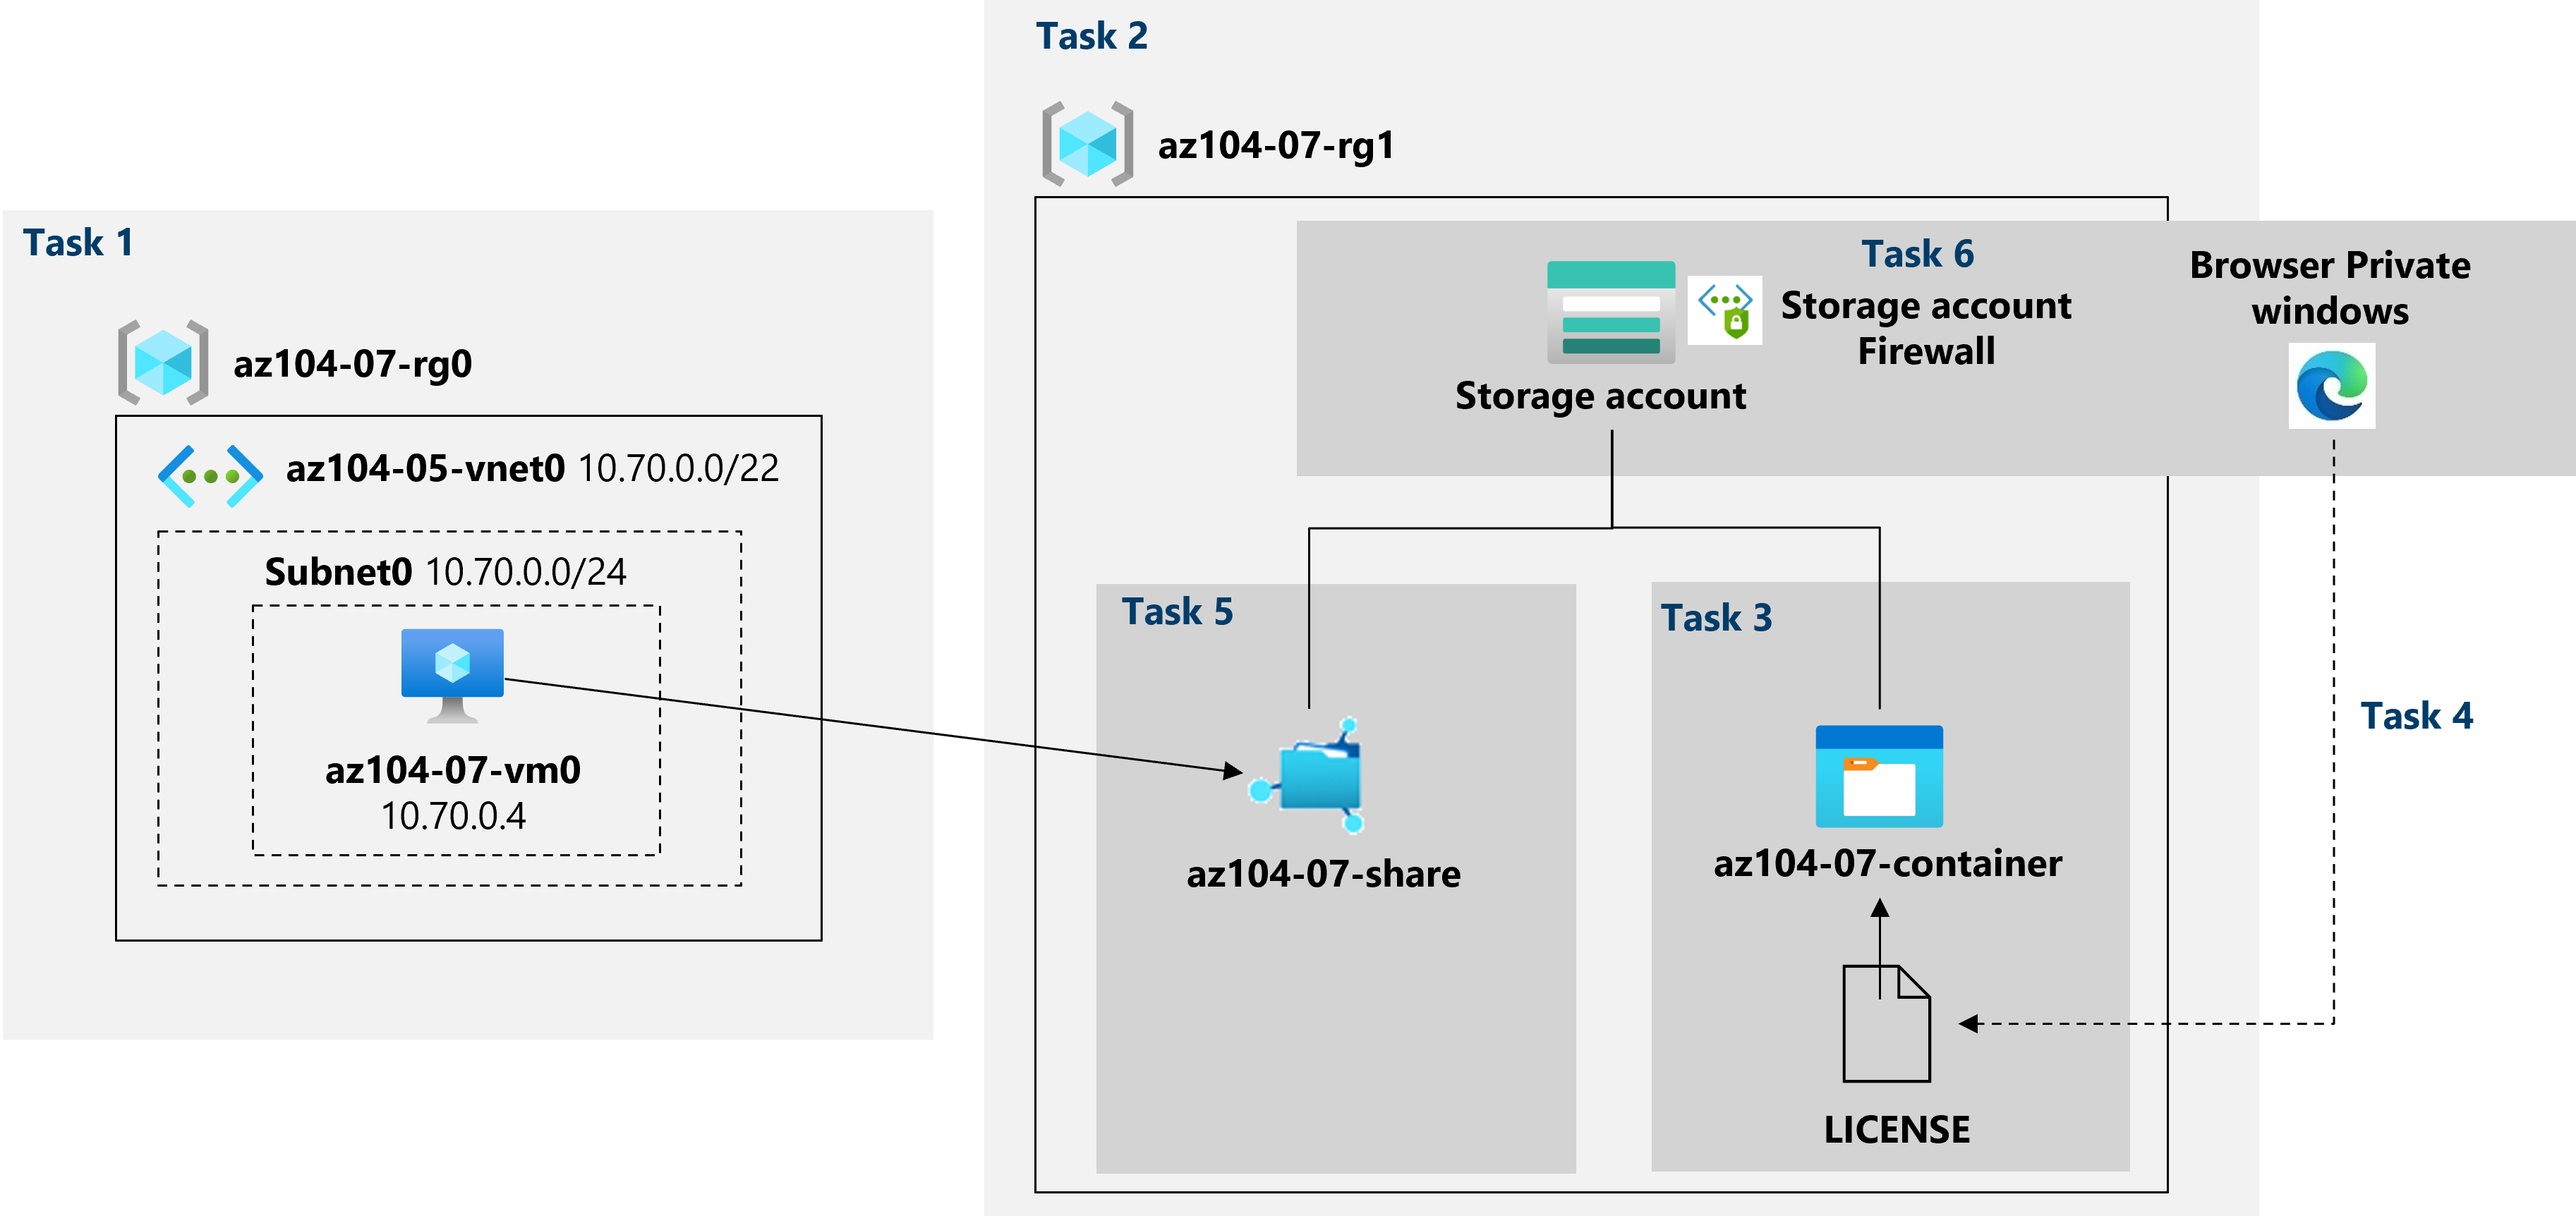 Task 1
az104-07-rg0
az104-05-vnet0 10.70.0.0/22
Subnet0 10.70.0.0/24
az104-07-vm0
10.70.0.4
Task 2
az104-07-rg1
Task 6
Storage account
Firewall
Storage account
Browser Private
windows
Task 5
az104-07-share
Task 3
az104-07-container
LICENSE
Task 4